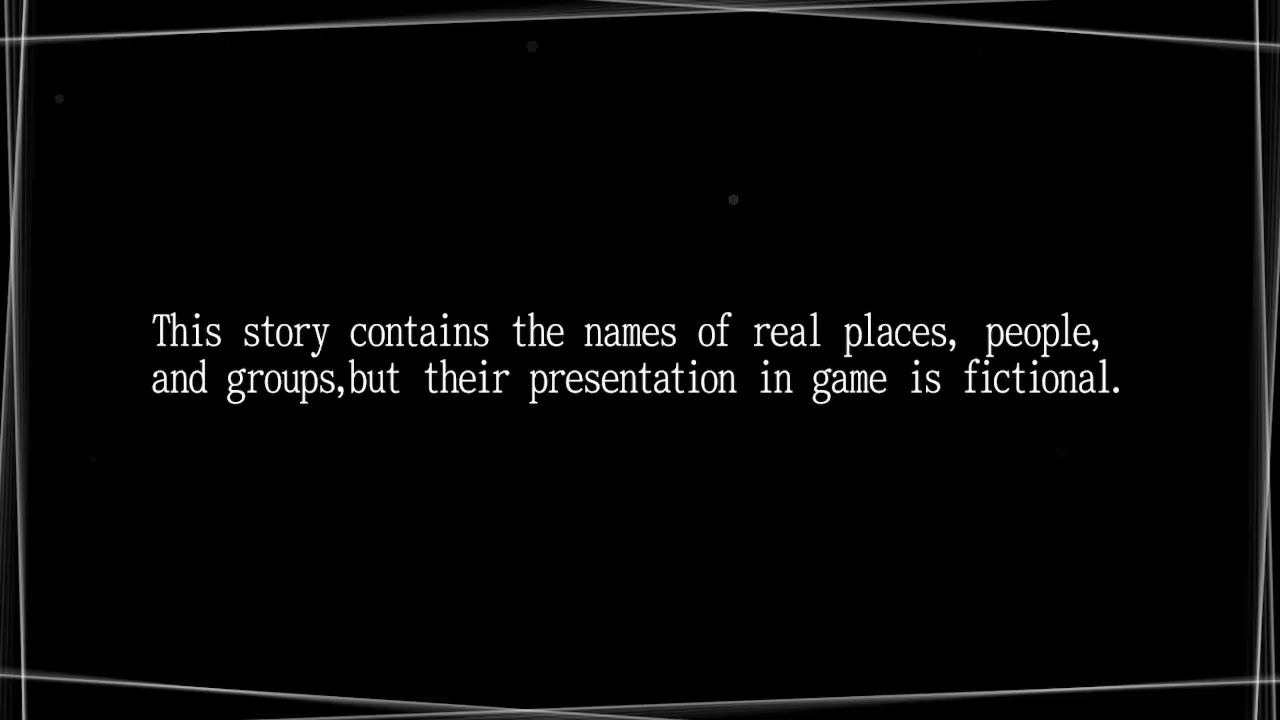 This story contains the names of real places, people,
and groups,but their presentation in game is fictional.